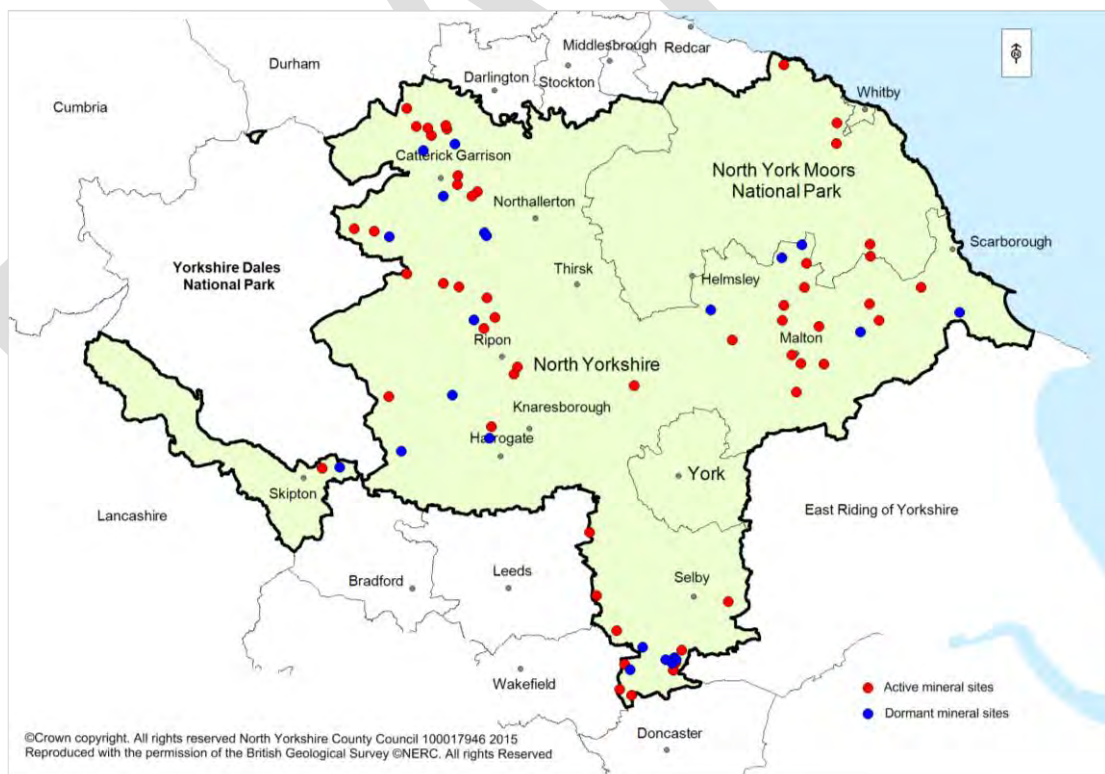 Middlesbrough
Redcar
Durham
Darlington
Stockton
Cumbria
Whitby
Catterick Garrison
North York Moors
National Park
Northallerton
Scarborough
Yorkshire Dales
National Park
Thirsk
Helmsley
Ripon
Malton
North Yorkshire
Knaresborough
Harrogate
York
Skipton
Lancashire
East Riding of Yorkshire
Bradford
Leeds
Selby
Wakefield
Active mineral sites
Dormant mineral sites
Doncaster
©Crown copyright. All rights reserved North Yorkshire County Council 100017946 2015
Reproduced with the permission of the British Geological Survey ©NERC. All rights Reserved